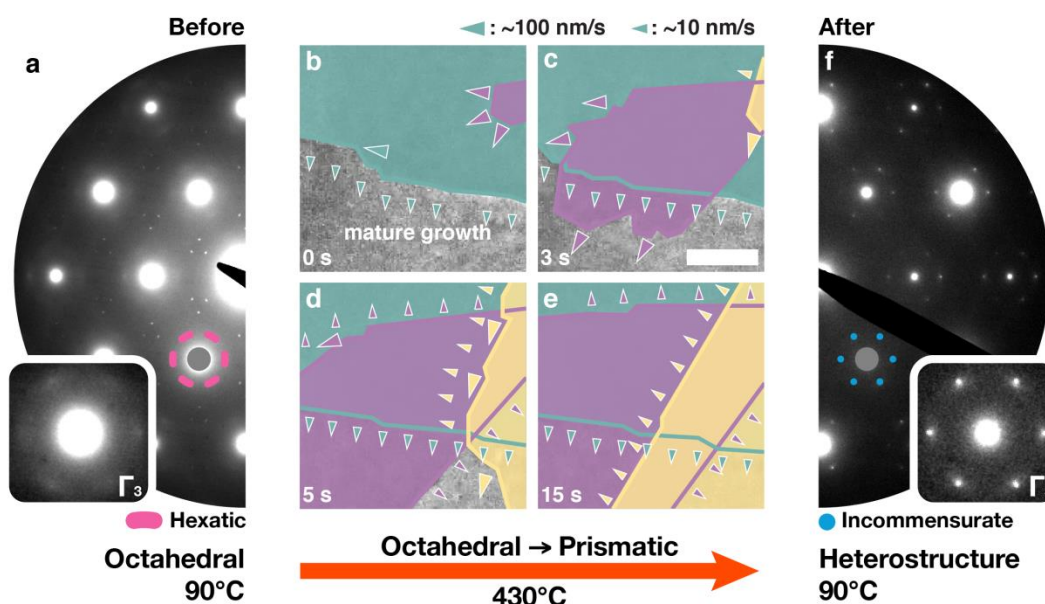 Before
◄: ~100 nm/s ◄: ~10 nm/s
After
a
b
c
f
mature growth
0 s
3 s
d
e
5 s
15 s
Γ₃
Γ
Hexatic
Incommensurate
Octahedral
90°C
Octahedral → Prismatic
430°C
Heterostructure
90°C